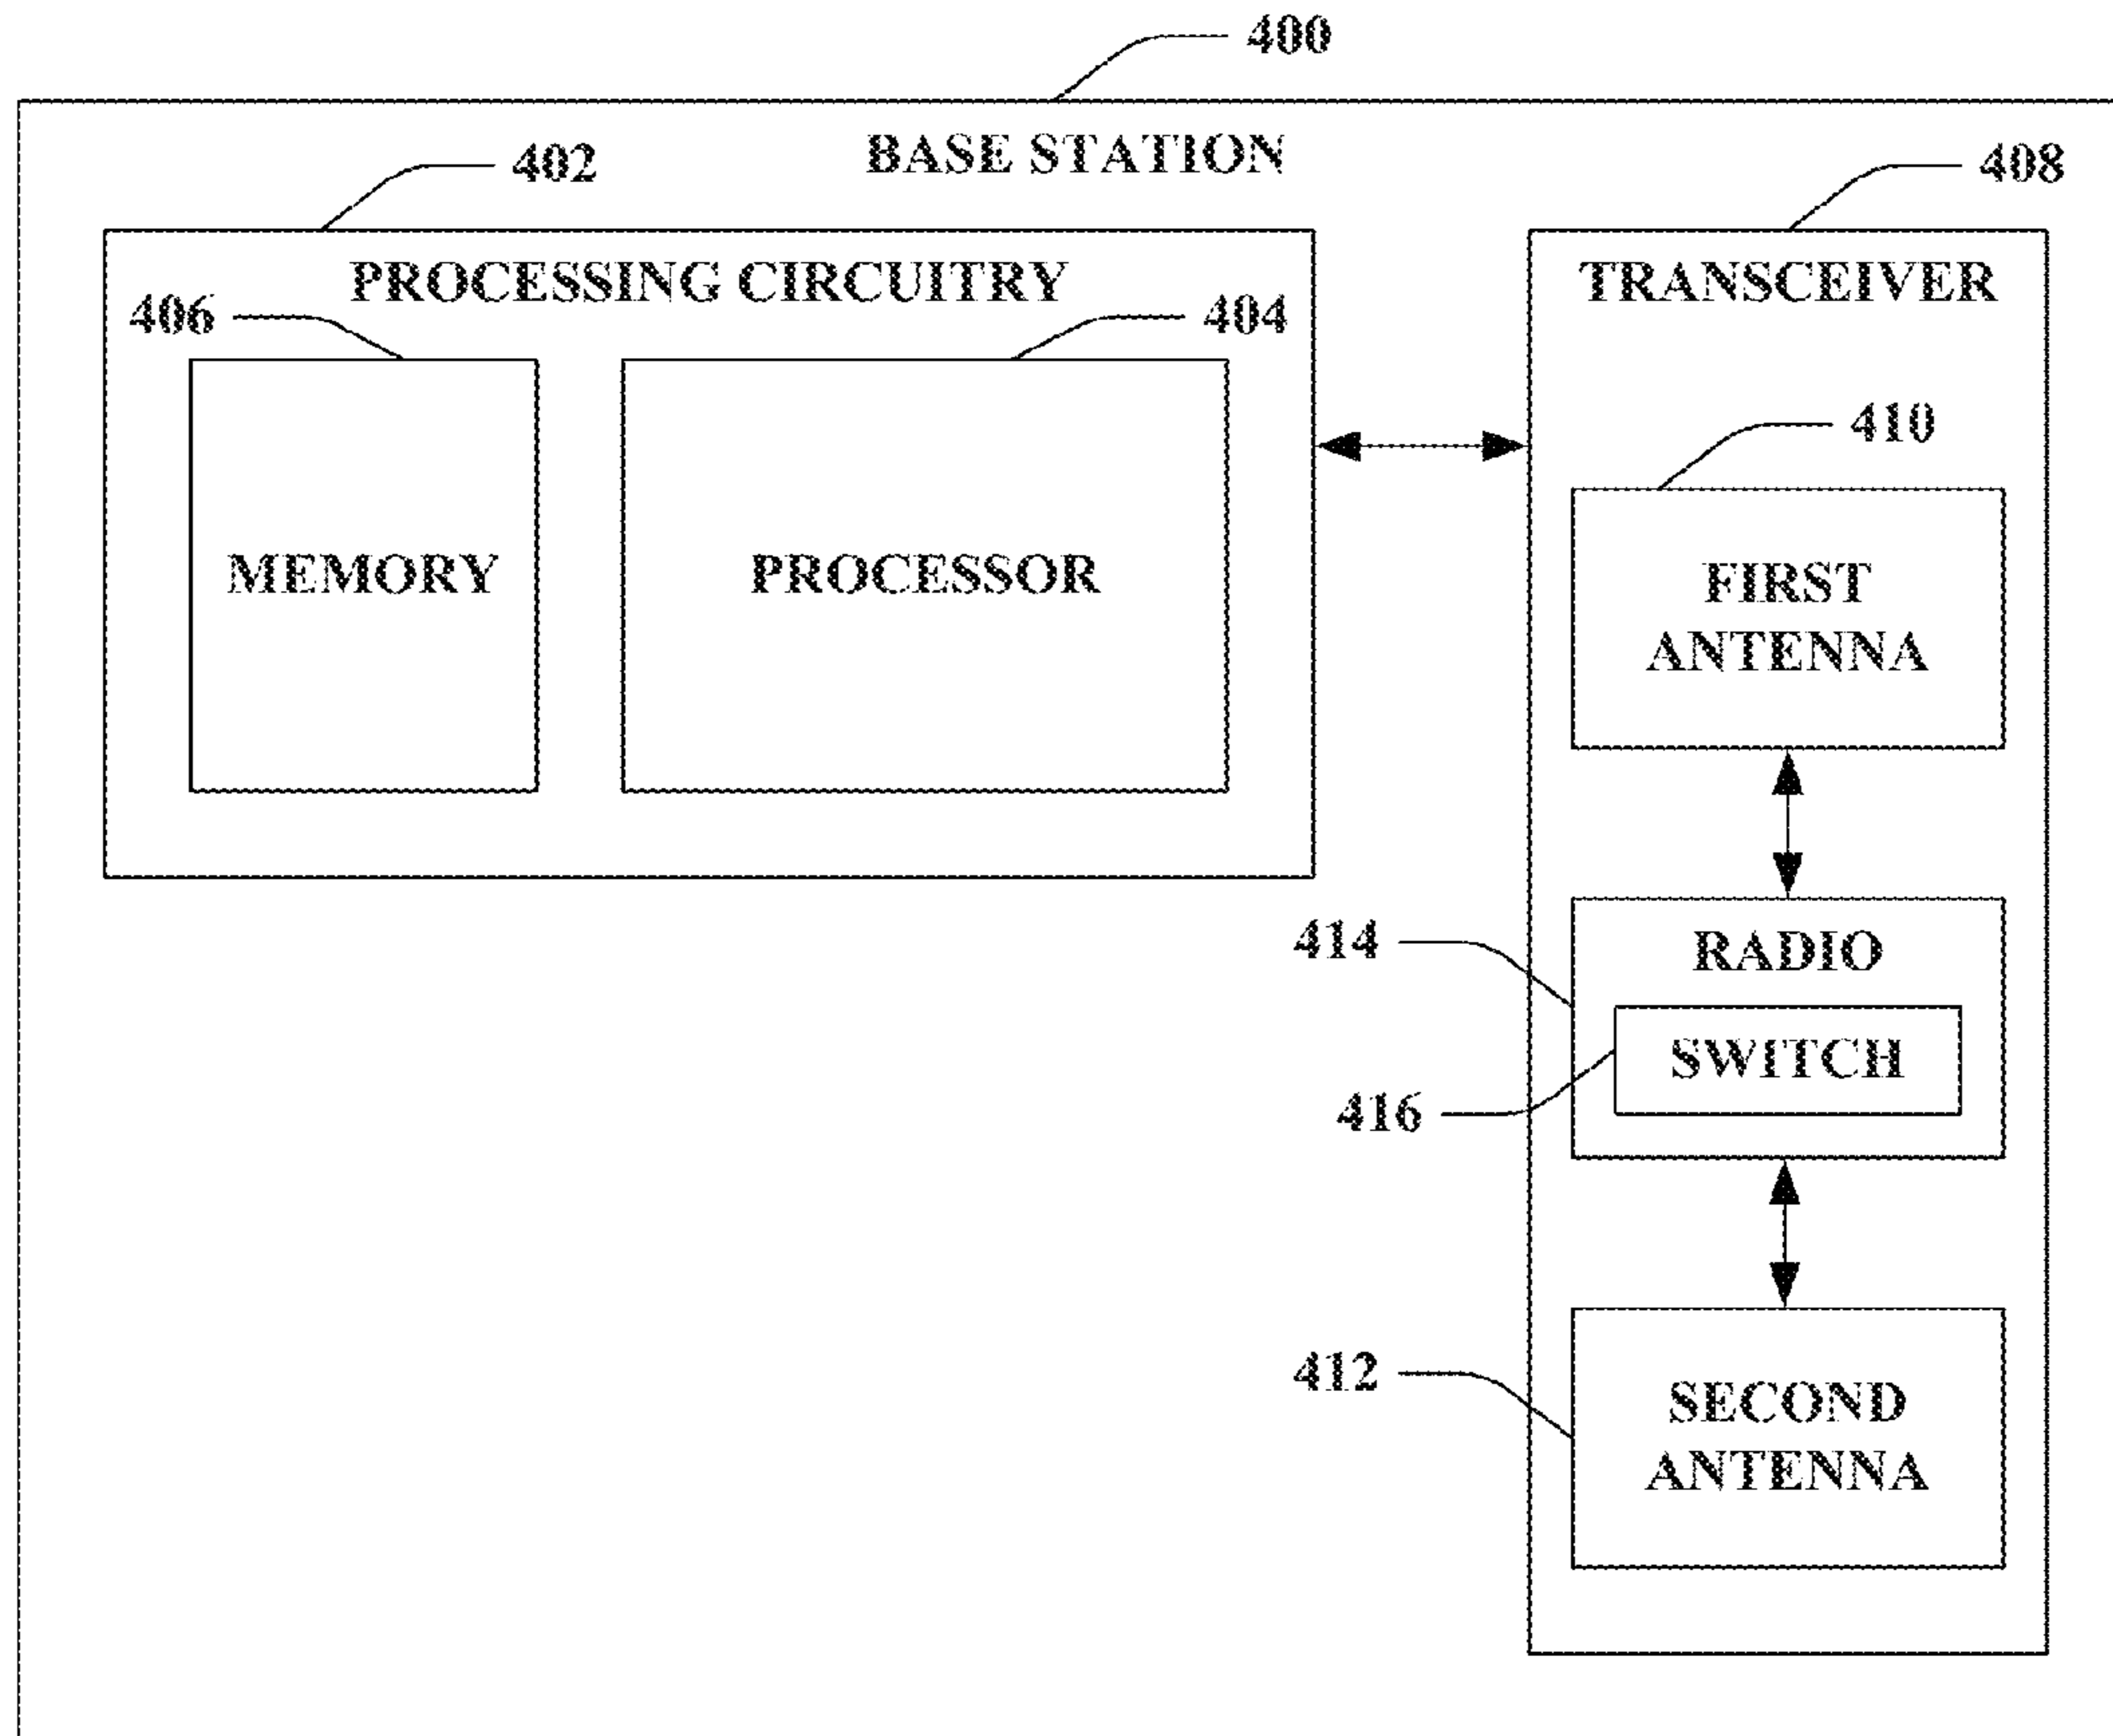 400
BASE STATION
402
408
PROCESSING CIRCUITRY
TRANSCEIVER
406
404
410
MEMORY
PROCESSOR
FIRST
ANTENNA
414
RADIO
SWITCH
416
412
SECOND
ANTENNA